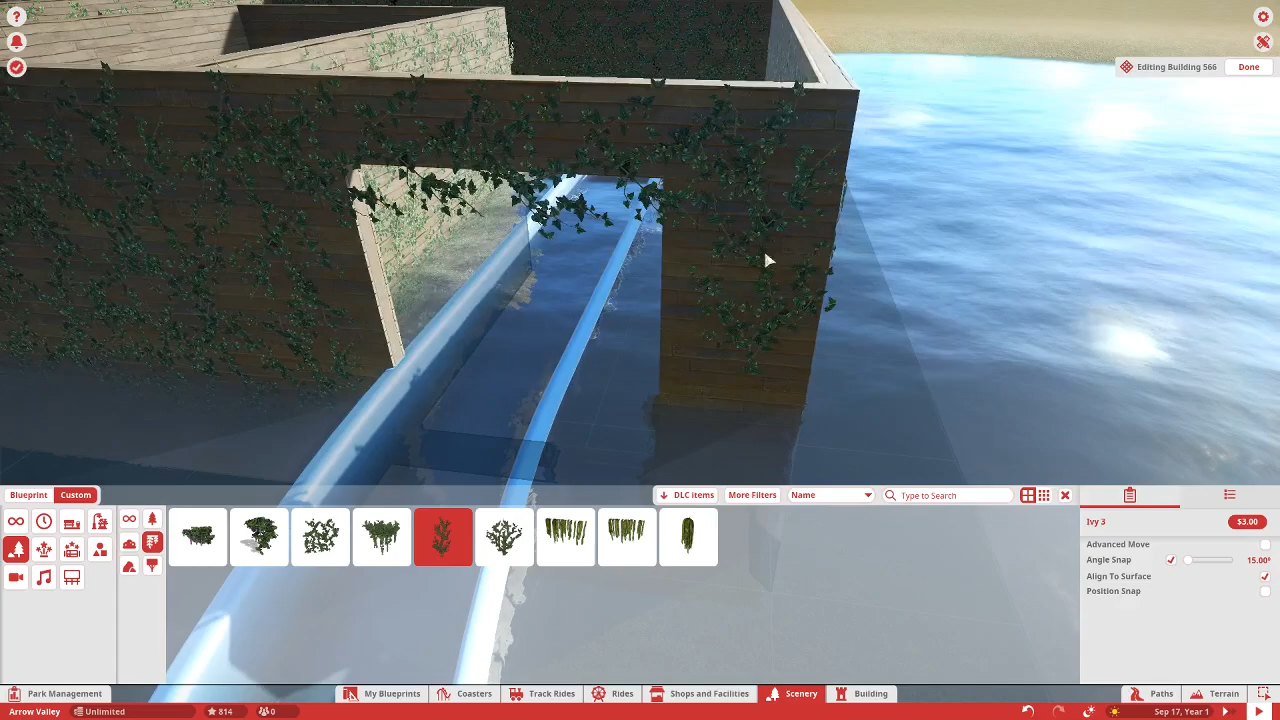 Editing Building 566
Done
Blueprint
Custom
DLC items
More Filters
Name
Type to Search
Ivy 3
$3.00
Advanced Move
Angle Snap
15.00°
Align To Surface
Position Snap
Park Management
My Blueprints
Coasters
Track Rides
Rides
Shops and Facilities
Scenery
Building
Paths
Terrain
Arrow Valley
Unlimited
814
0
Sep 17, Year 1